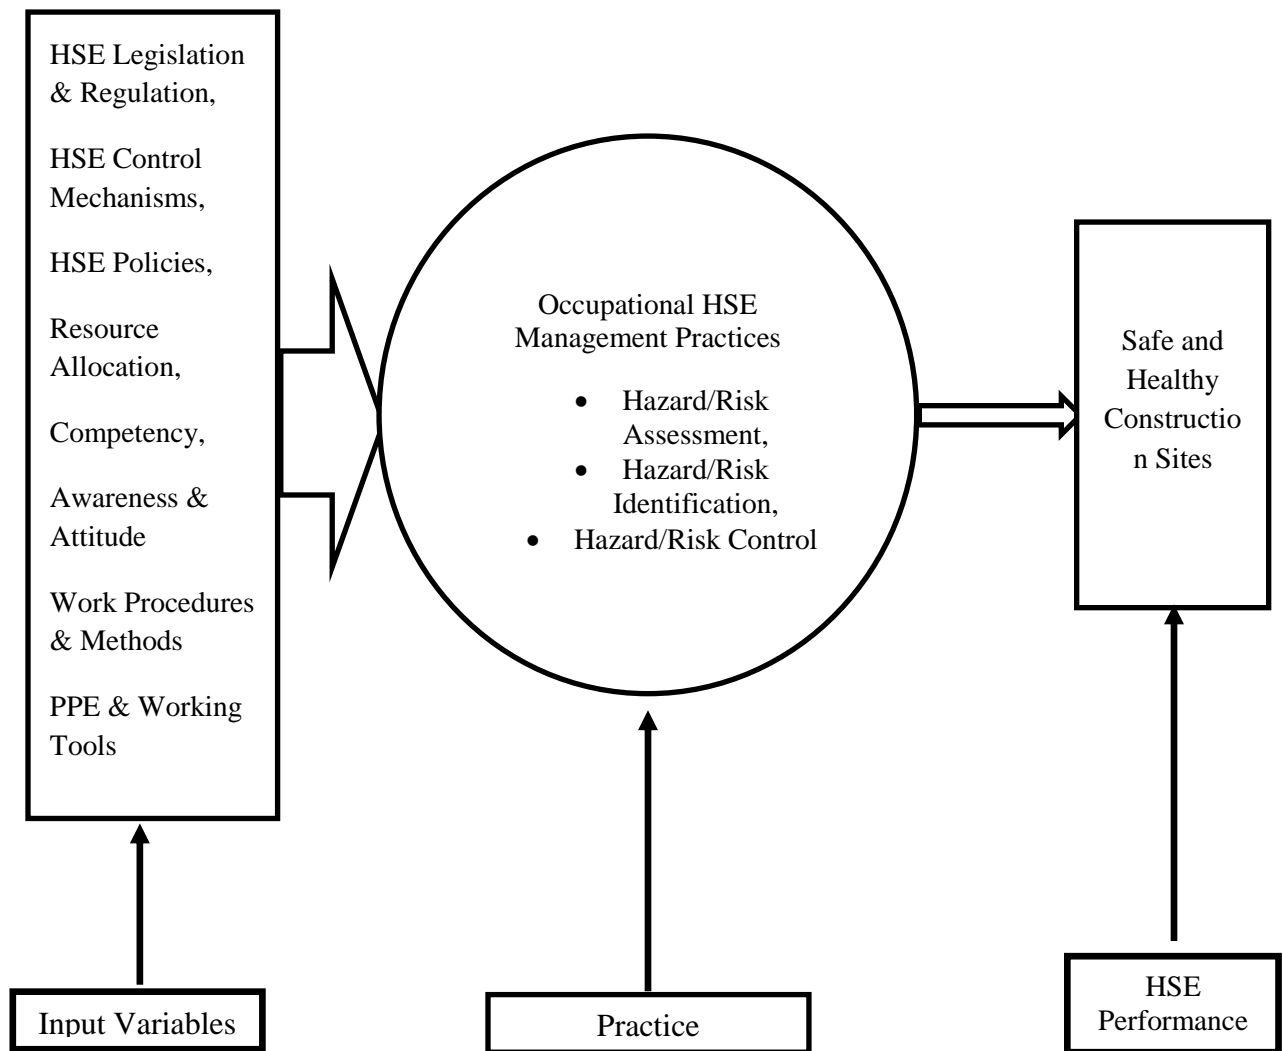 HSE Legislation
& Regulation,
HSE Control
Mechanisms,
HSE Policies,
Resource
Allocation,
Competency,
Awareness &
Attitude
Work Procedures
& Methods
PPE & Working
Tools
Occupational HSE
Management Practices
• Hazard/Risk
Assessment,
• Hazard/Risk
Identification,
• Hazard/Risk Control
Safe and
Healthy
Constructio
n Sites
Input Variables
Practice
HSE
Performance